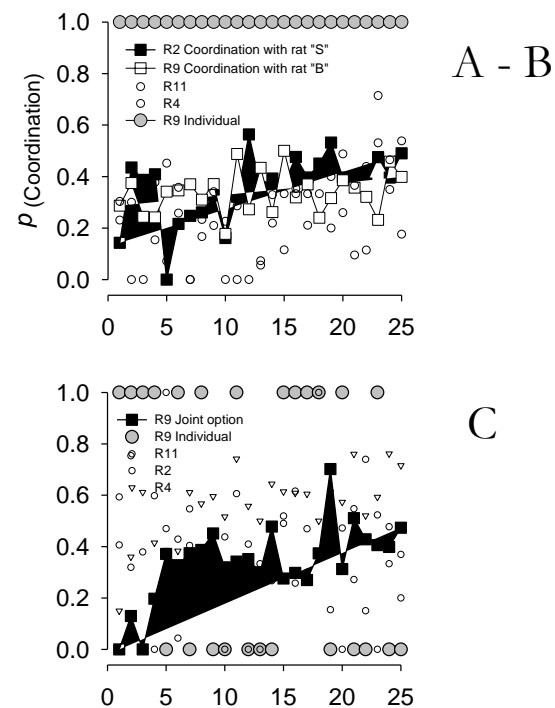 1.0
0.8
0.6
0.4
0.2
0.0
p (Coordination)
R2 Coordination with rat "S"
R9 Coordination with rat "B"
R11
R4
R9 Individual
A - B
0 5 10 15 20 25
1.0
0.8
0.6
0.4
0.2
0.0
R9 Joint option
R9 Individual
R11
R2
R4
C
0 5 10 15 20 25